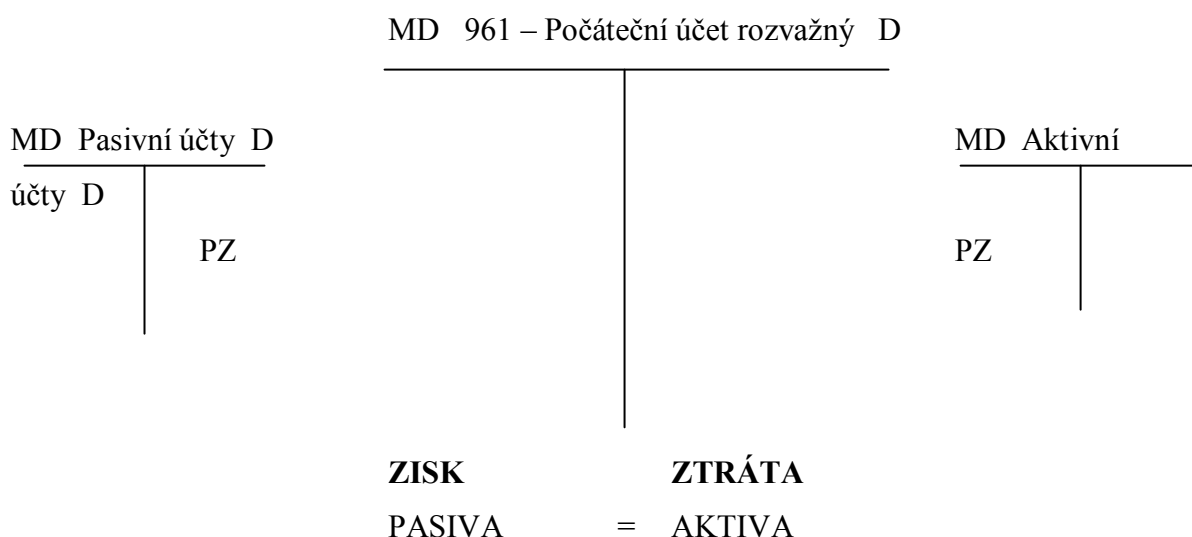 MD 961 – Počáteční účet rozvažný D
MD Pasivní účty D MD Aktivní
účty D
PZ PZ
ZISK ZTRÁTA
PASIVA = AKTIVA